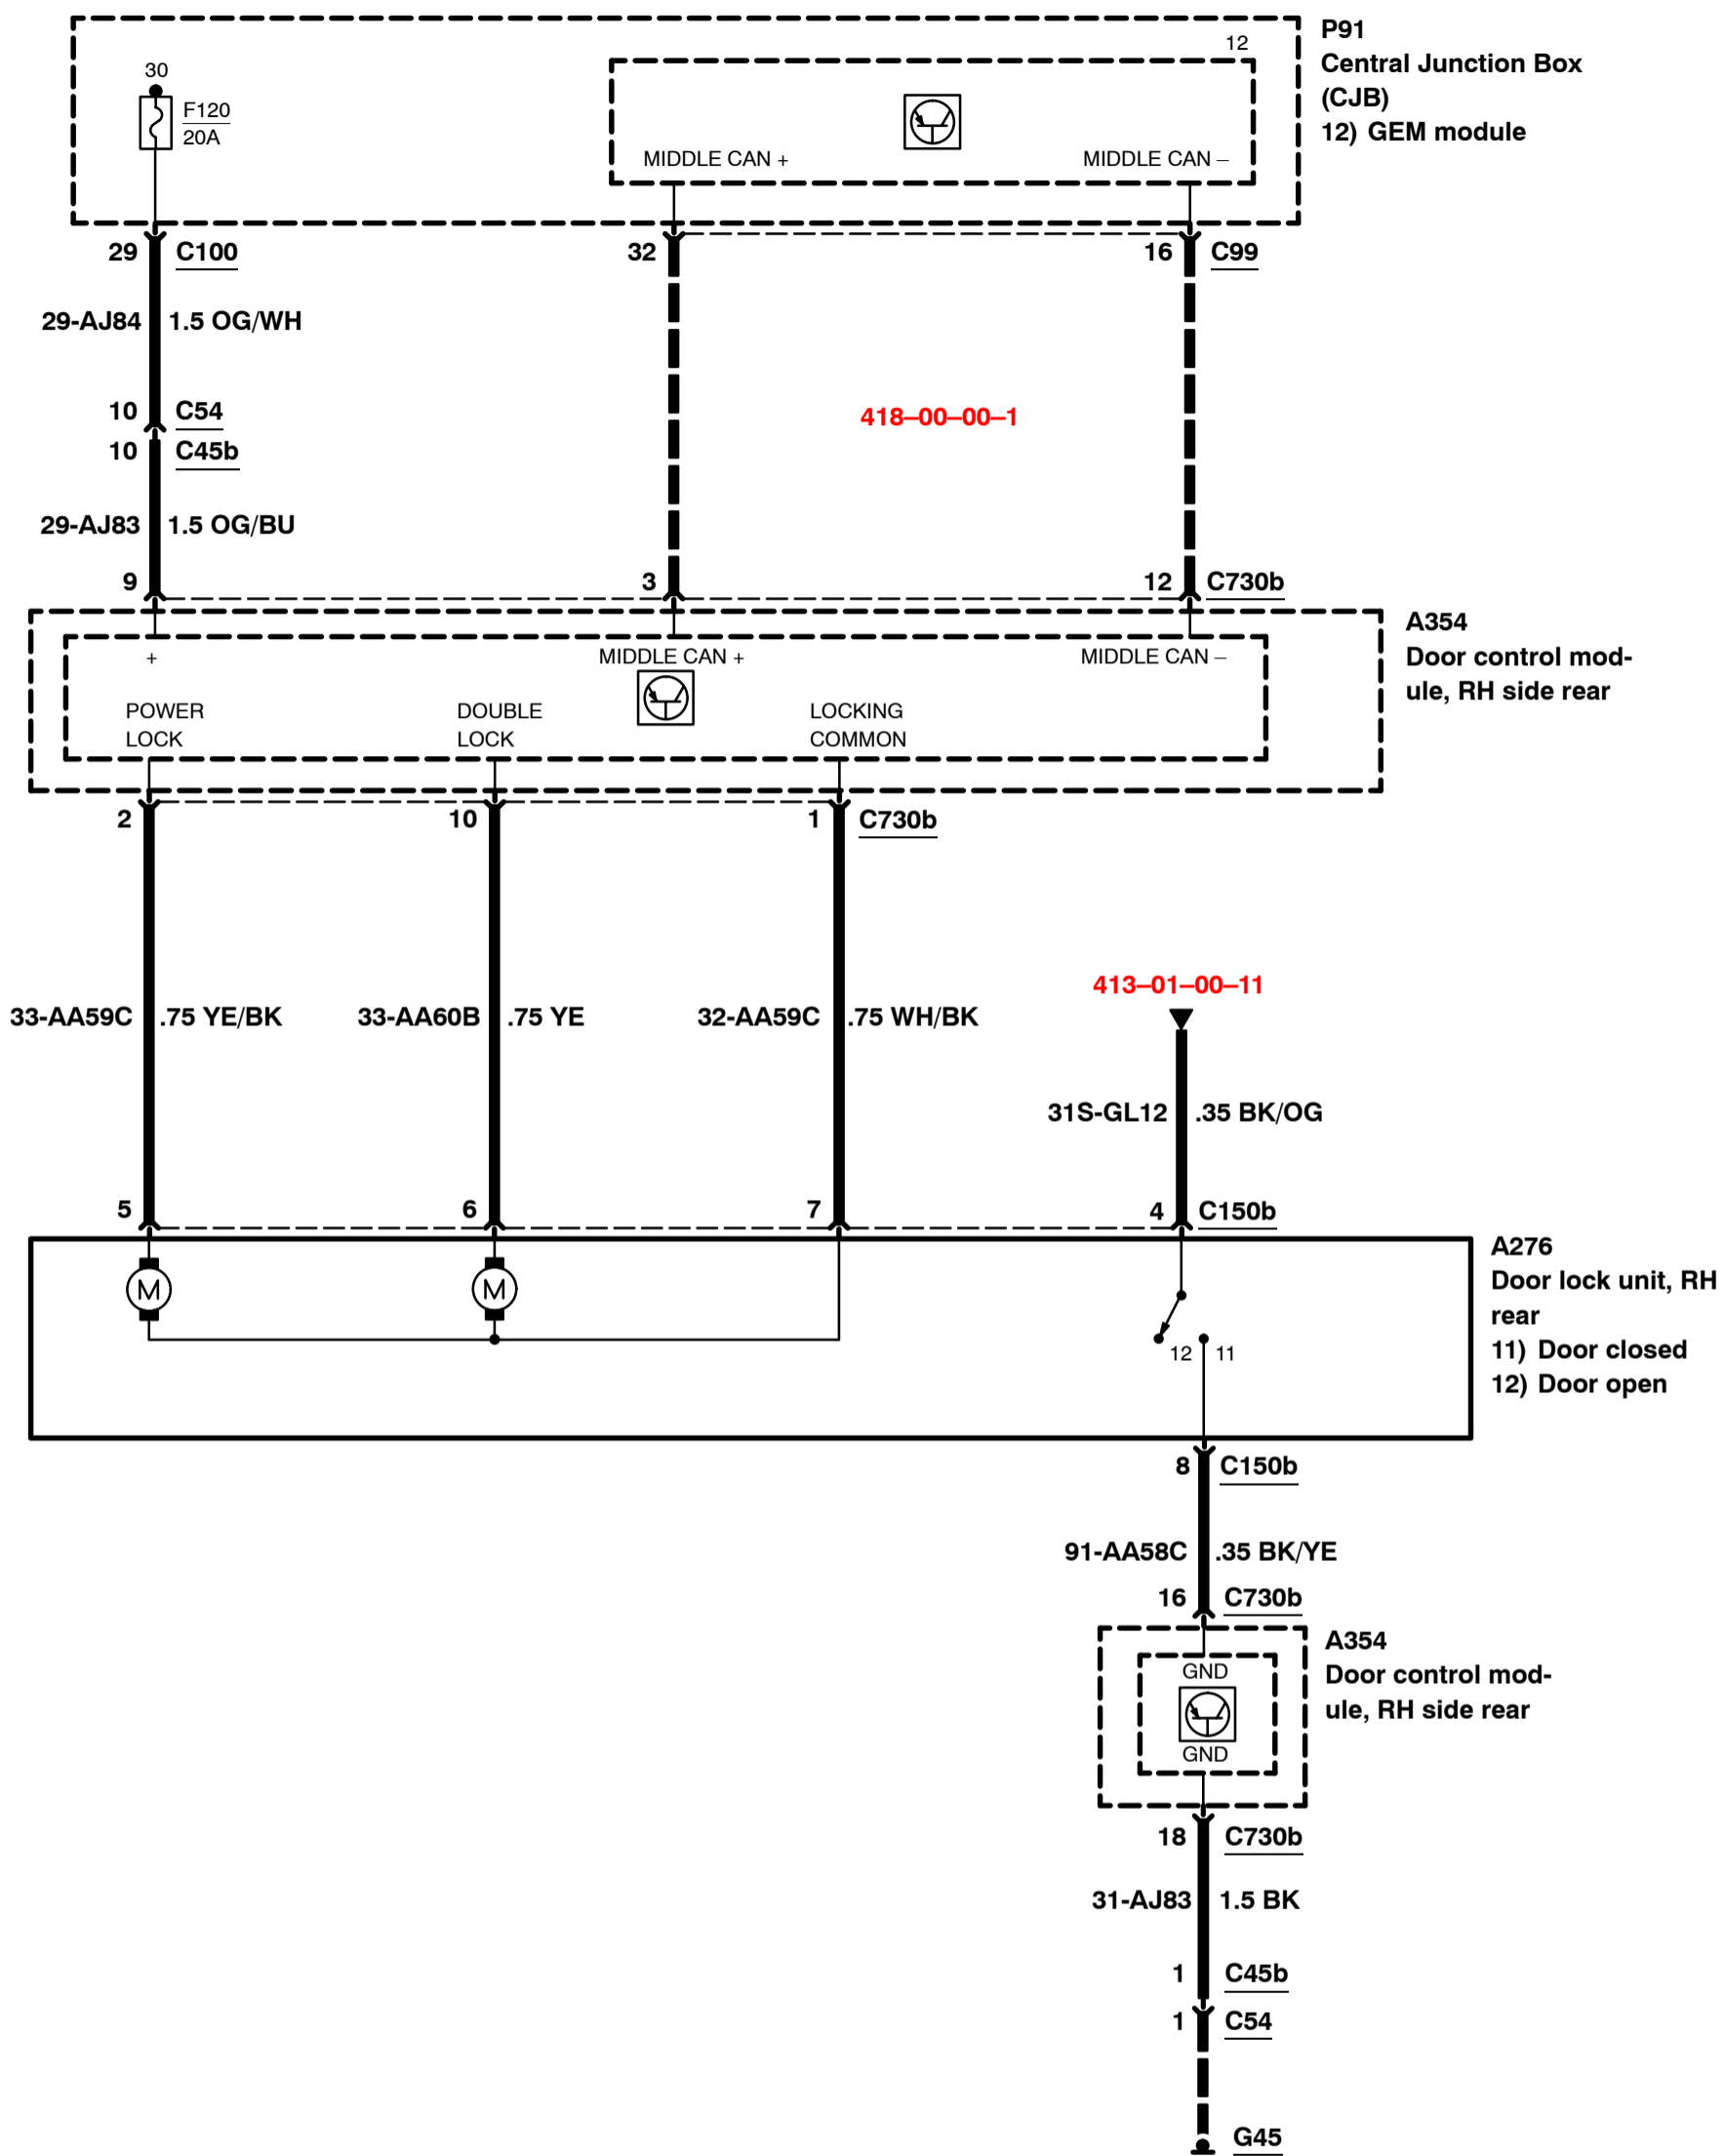 P91
Central Junction Box
(CJB)
12) GEM module
12
30
F120
20A
MIDDLE CAN +
MIDDLE CAN –
29 C100
32
16 C99
29-AJ84 1.5 OG/WH
10 C54
418–00–00–1
10 C45b
29-AJ83 1.5 OG/BU
9
3
12 C730b
A354
Door control mod-
ule, RH side rear
+
MIDDLE CAN +
MIDDLE CAN –
POWER
LOCK
DOUBLE
LOCK
LOCKING
COMMON
2
10
1 C730b
413–01–00–11
33-AA59C .75 YE/BK
33-AA60B .75 YE
32-AA59C .75 WH/BK
31S-GL12 .35 BK/OG
5
6
7
4 C150b
A276
Door lock unit, RH
rear
11) Door closed
12) Door open
M
M
12 11
8 C150b
91-AA58C .35 BK/YE
16 C730b
A354
Door control mod-
ule, RH side rear
GND
GND
18 C730b
31-AJ83 1.5 BK
1 C45b
1 C54
G45